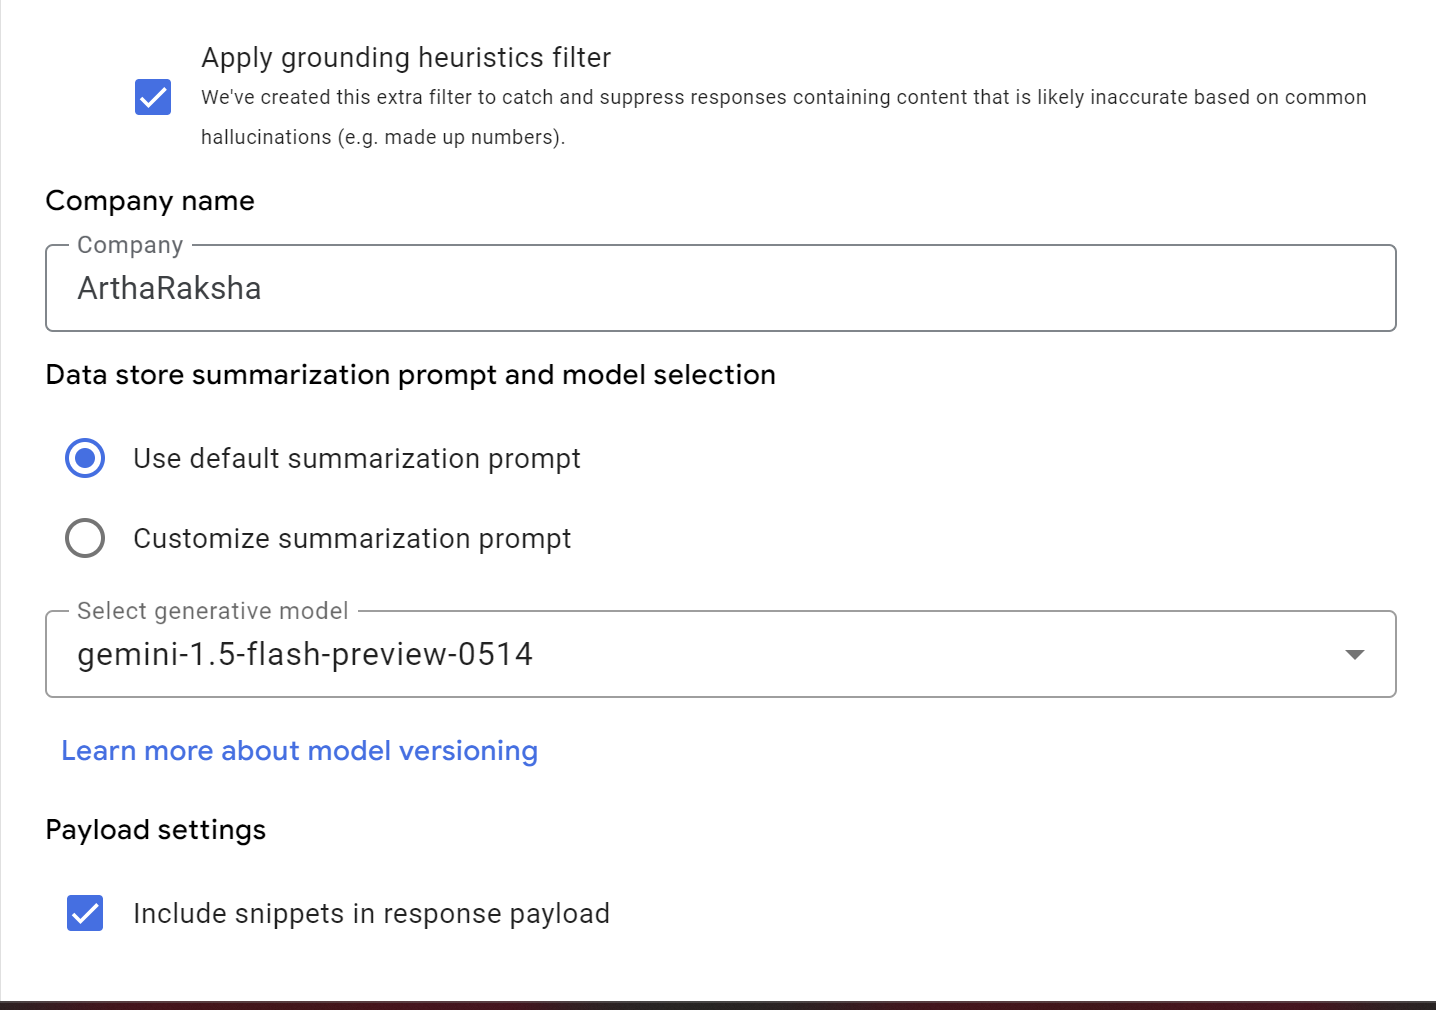 Apply grounding heuristics filter
We've created this extra filter to catch and suppress responses containing content that is likely inaccurate based on common
hallucinations (e.g. made up numbers).
Company name
Company
ArthaRaksha
Data store summarization prompt and model selection
Use default summarization prompt
Customize summarization prompt
Select generative model
gemini-1.5-flash-preview-0514
Learn more about model versioning
Payload settings
Include snippets in response payload